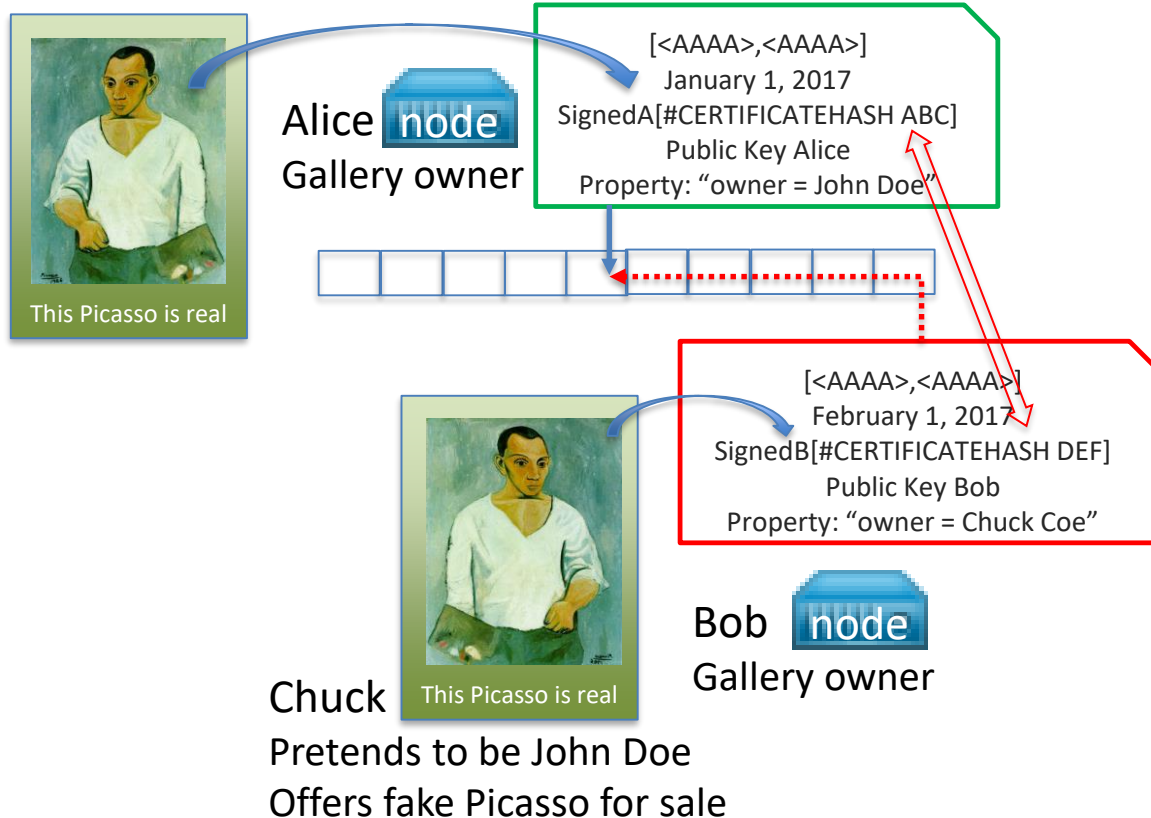 [<AAAA>,<AAAA>]
January 1, 2017
SignedA[#CERTIFICATEHASH ABC]
Public Key Alice
Property: “owner = John Doe”
Alice node
Gallery owner
This Picasso is real
[<AAAA>,<AAAA>]
February 1, 2017
SignedB[#CERTIFICATEHASH DEF]
Public Key Bob
Property: “owner = Chuck Coe”
Bob node
Gallery owner
This Picasso is real
Chuck
Pretends to be John Doe
Offers fake Picasso for sale